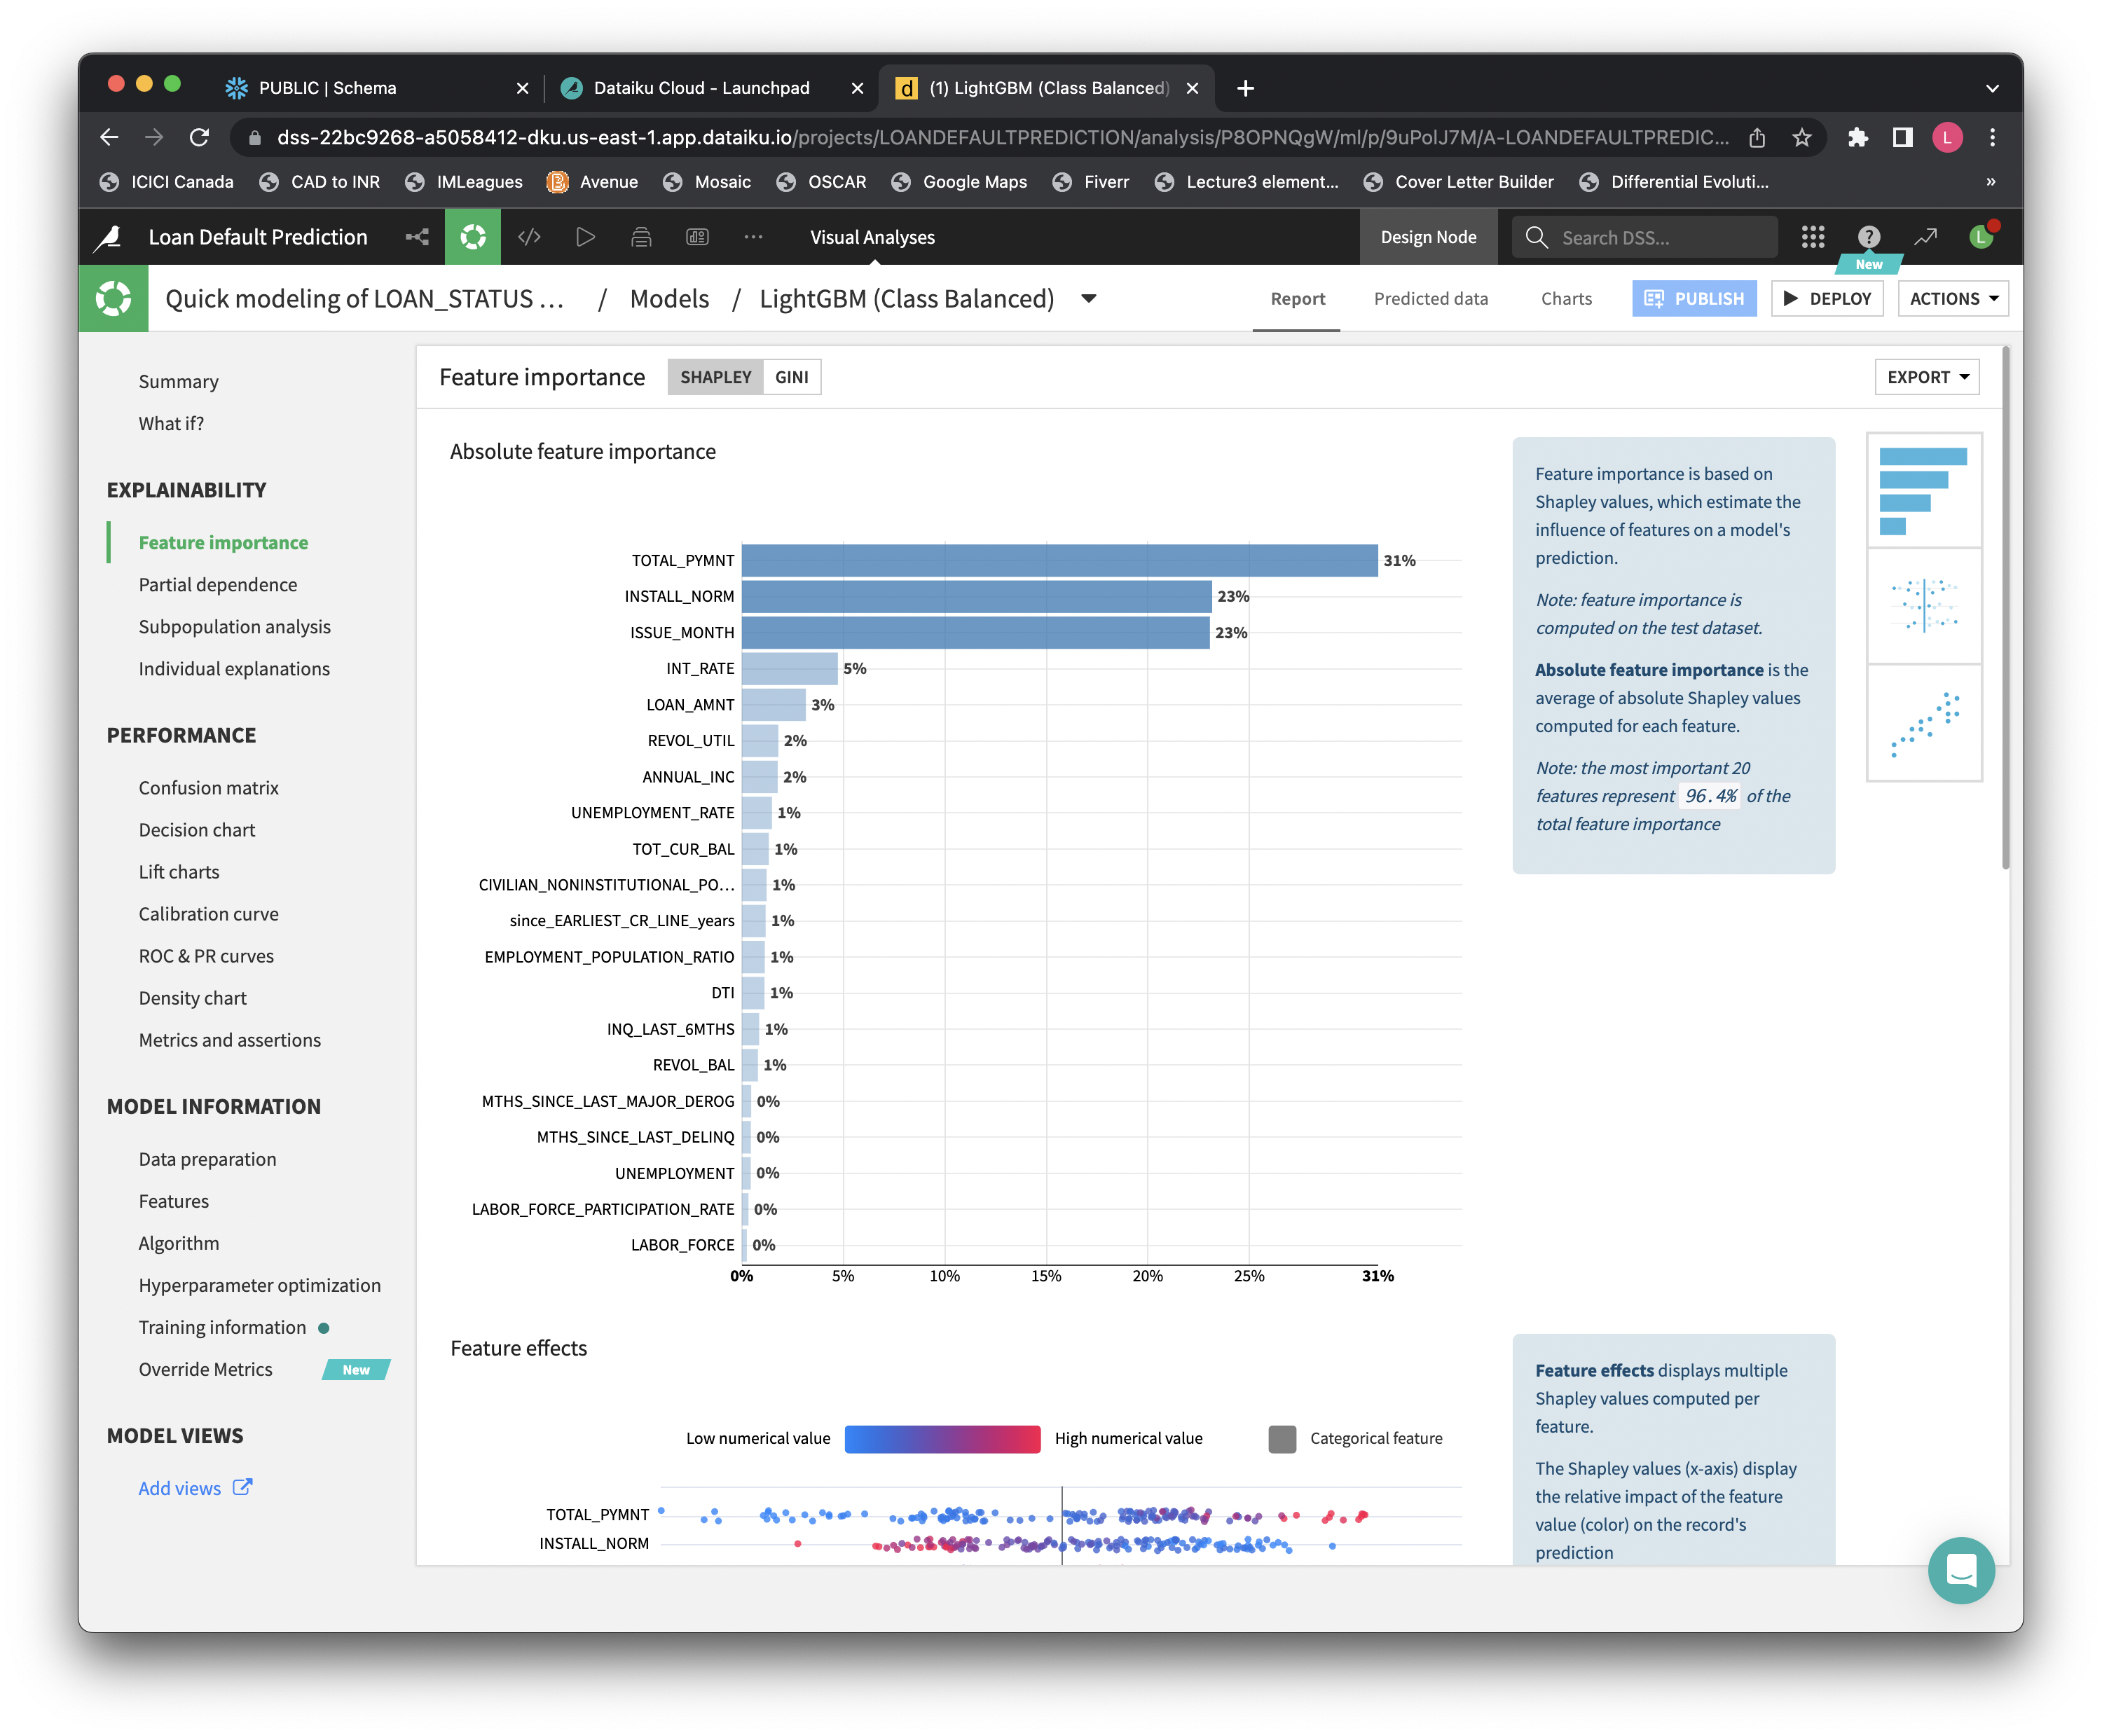 PUBLIC | Schema
Dataiku Cloud - Launchpad
d (1) LightGBM (Class Balanced)
dss-22bc9268-a5058412-dku.us-east-1.app.dataiku.io/projects/LOANDEFAULTPREDICTION/analysis/P8OPNQgW/ml/p/9uPolJ7M/A-LOANDEFAULTPREDIC...
L
ICICI Canada
CAD to INR
IMLeagues
Avenue
Mosaic
OSCAR
Google Maps
Fiverr
Lecture3 element...
Cover Letter Builder
Differential Evoluti...
»
Loan Default Prediction
Visual Analyses
Design Node
Search DSS...
L
New
Quick modeling of LOAN_STATUS ... / Models / LightGBM (Class Balanced)
Report
Predicted data
Charts
PUBLISH
DEPLOY
ACTIONS
Summary
What if?
EXPLAINABILITY
Feature importance
Partial dependence
Subpopulation analysis
Individual explanations
PERFORMANCE
Confusion matrix
Decision chart
Lift charts
Calibration curve
ROC & PR curves
Density chart
Metrics and assertions
MODEL INFORMATION
Data preparation
Features
Algorithm
Hyperparameter optimization
Training information
Override Metrics New
MODEL VIEWS
Add views
Feature importance SHAPLEY GINI
EXPORT
Absolute feature importance
TOTAL_PYMNT 31%
INSTALL_NORM 23%
ISSUE_MONTH 23%
INT_RATE 5%
LOAN_AMNT 3%
REVOL_UTIL 2%
ANNUAL_INC 2%
UNEMPLOYMENT_RATE 1%
TOT_CUR_BAL 1%
CIVILIAN_NONINSTITUTIONAL_PO... 1%
since_EARLIEST_CR_LINE_years 1%
EMPLOYMENT_POPULATION_RATIO 1%
DTI 1%
INQ_LAST_6MTHS 1%
REVOL_BAL 1%
MTHS_SINCE_LAST_MAJOR_DEROG 0%
MTHS_SINCE_LAST_DELINQ 0%
UNEMPLOYMENT 0%
LABOR_FORCE_PARTICIPATION_RATE 0%
LABOR_FORCE 0%
0% 5% 10% 15% 20% 25% 31%
Feature importance is based on
Shapley values, which estimate the
influence of features on a model's
prediction.
Note: feature importance is
computed on the test dataset.
Absolute feature importance is the
average of absolute Shapley values
computed for each feature.
Note: the most important 20
features represent 96.4% of the
total feature importance
Feature effects
Low numerical value
High numerical value
Categorical feature
TOTAL_PYMNT
INSTALL_NORM
Feature effects displays multiple
Shapley values computed per
feature.
The Shapley values (x-axis) display
the relative impact of the feature
value (color) on the record's
prediction